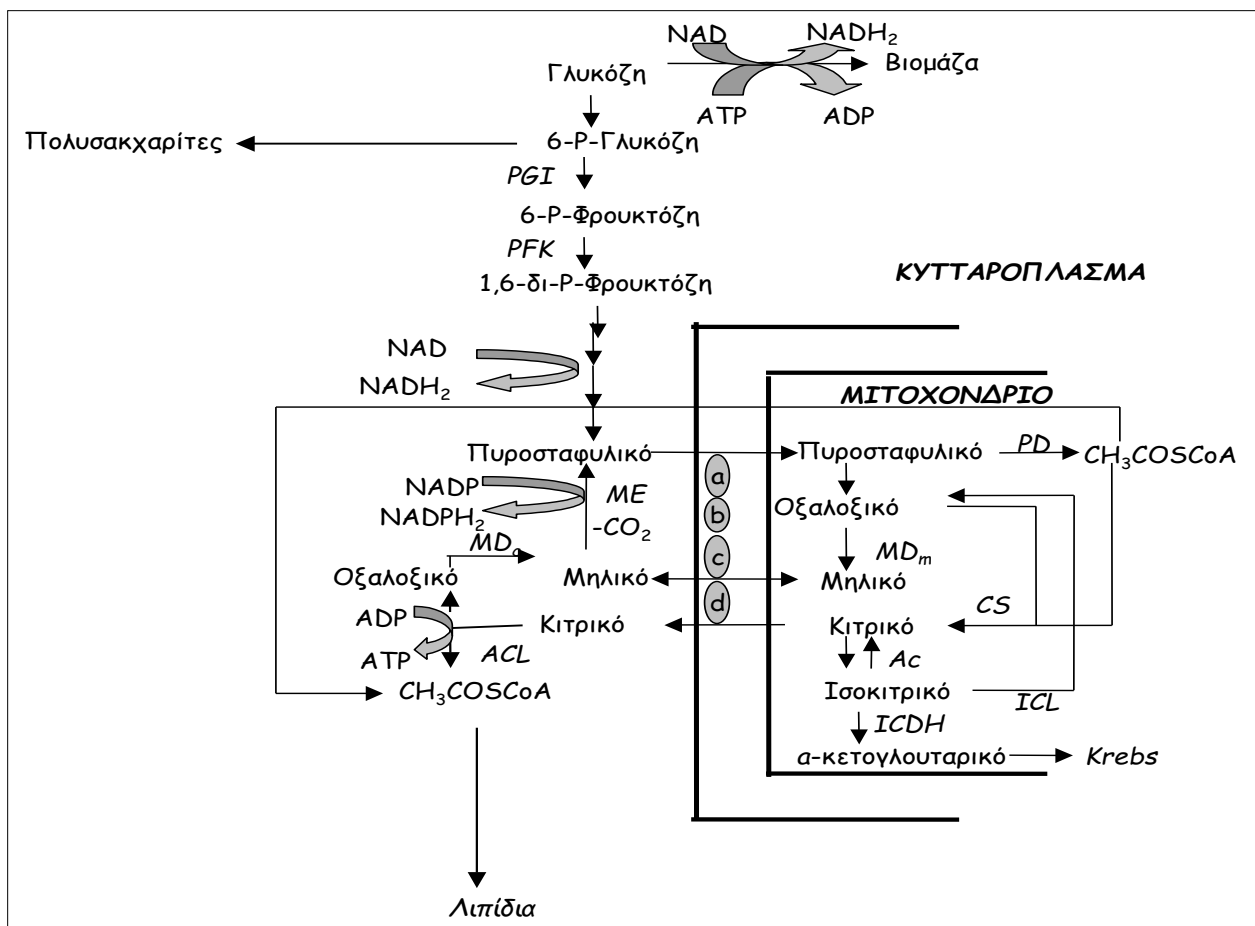 NAD NADH₂
Γλυκόζη Βιομάζα
ATP ADP
Πολυσακχαρίτες 6-P-Γλυκόζη
PGI
6-P-Φρουκτόζη
PFK
1,6-δι-P-Φρουκτόζη
ΚΥΤΤΑΡΟΠΛΑΣΜΑ
NAD
NADH₂
ΜΙΤΟΧΟΝΔΡΙΟ
Πυροσταφυλικό Πυροσταφυλικό PD CH₃COSCoA
a
NADP ME
NADPH₂ -CO₂ b Οξαλοξικό
MDc c MDm
Οξαλοξικό Μηλικό Μηλικό
d CS
ADP Κιτρικό Κιτρικό
ATP ACL Ac
CH₃COSCoA Ισοκιτρικό ICL
ICDH
α-κετογλουταρικό Krebs
Λιπίδια